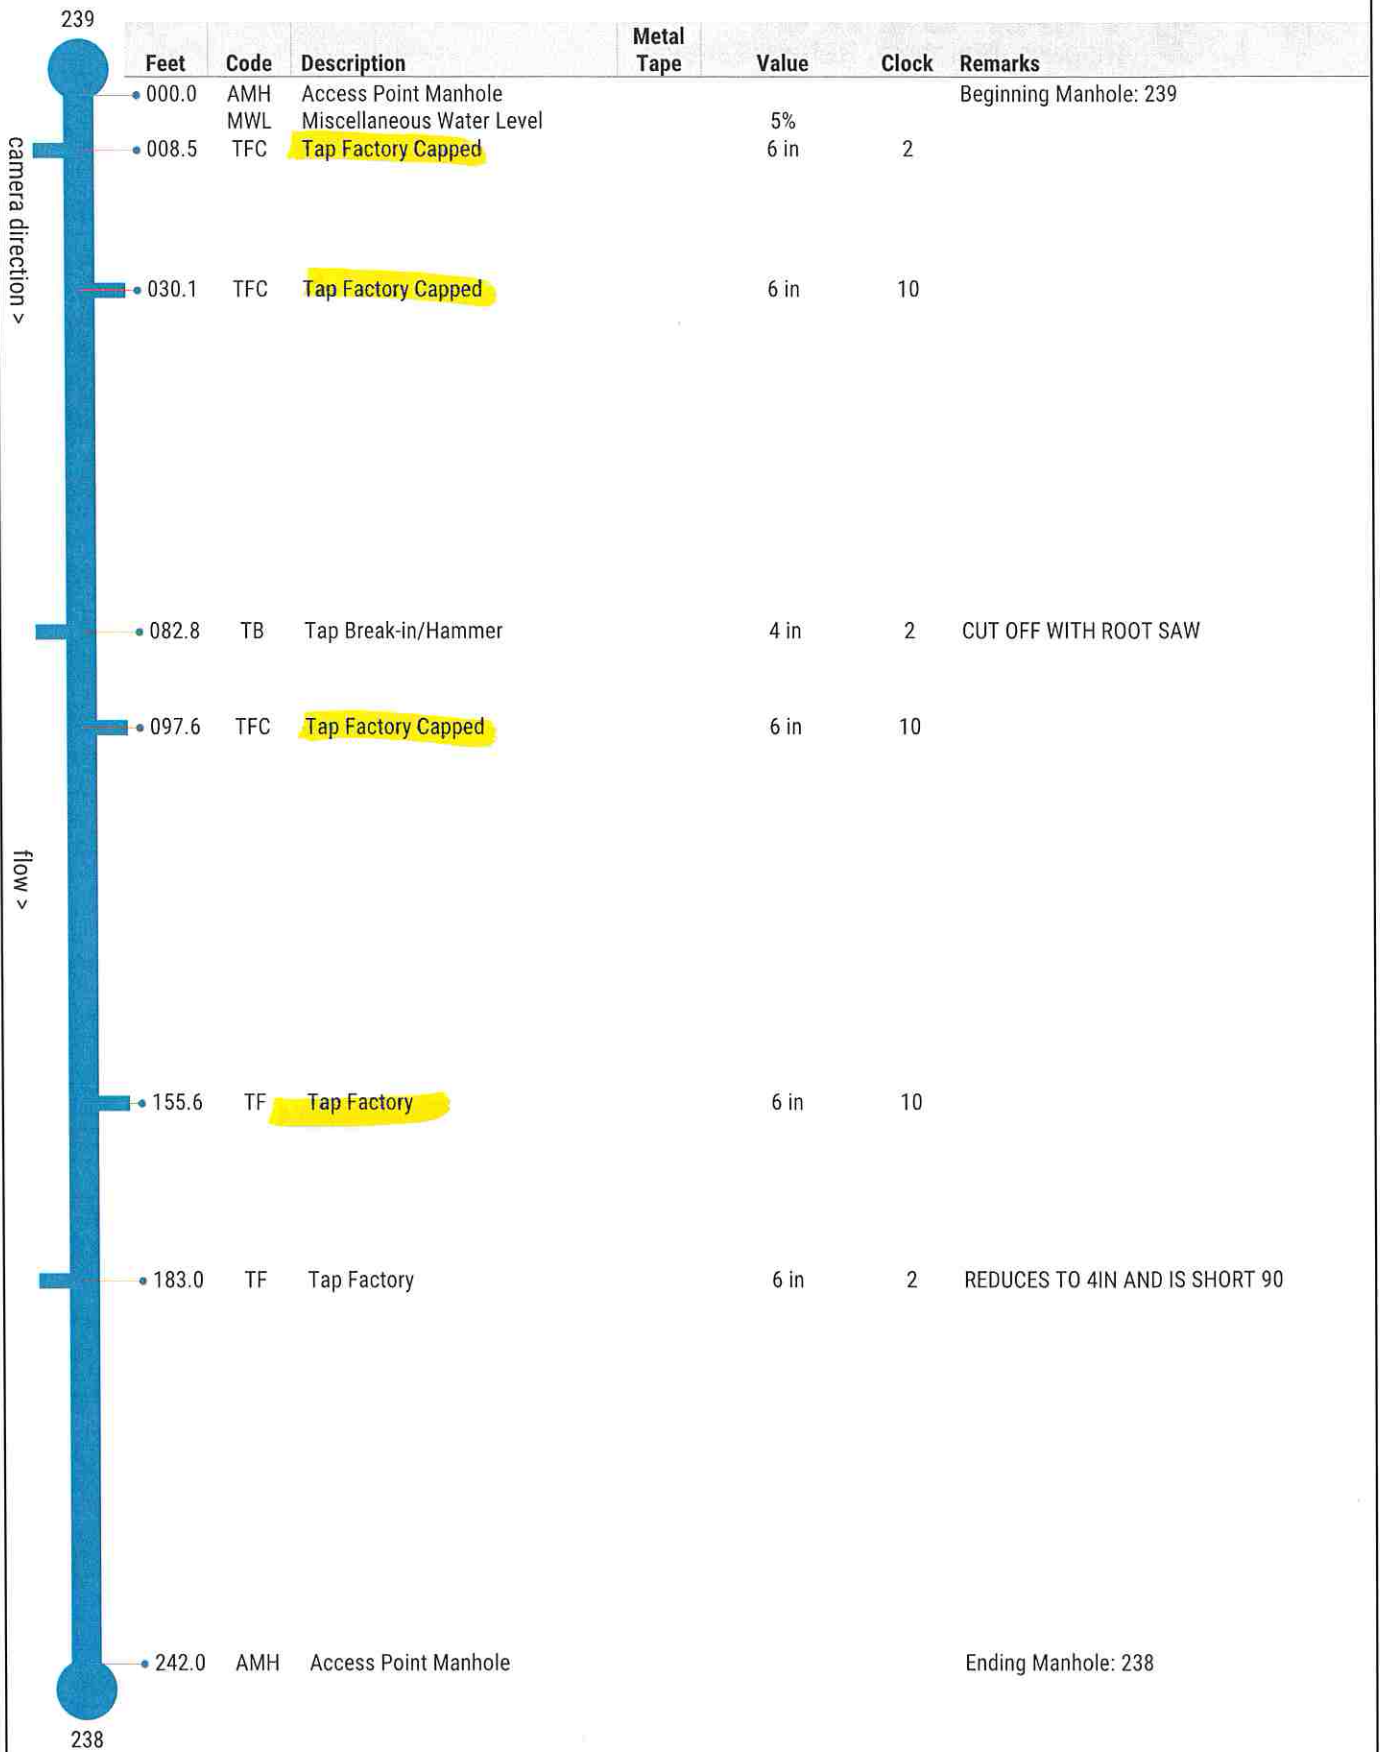 239
Feet Code Description Metal Tape Value Clock Remarks
000.0 AMH Access Point Manhole Beginning Manhole: 239
MWL Miscellaneous Water Level 5%
008.5 TFC Tap Factory Capped 6 in 2
camera direction >
030.1 TFC Tap Factory Capped 6 in 10
082.8 TB Tap Break-in/Hammer 4 in 2 CUT OFF WITH ROOT SAW
097.6 TFC Tap Factory Capped 6 in 10
flow >
155.6 TF Tap Factory 6 in 10
183.0 TF Tap Factory 6 in 2 REDUCES TO 4IN AND IS SHORT 90
242.0 AMH Access Point Manhole Ending Manhole: 238
238